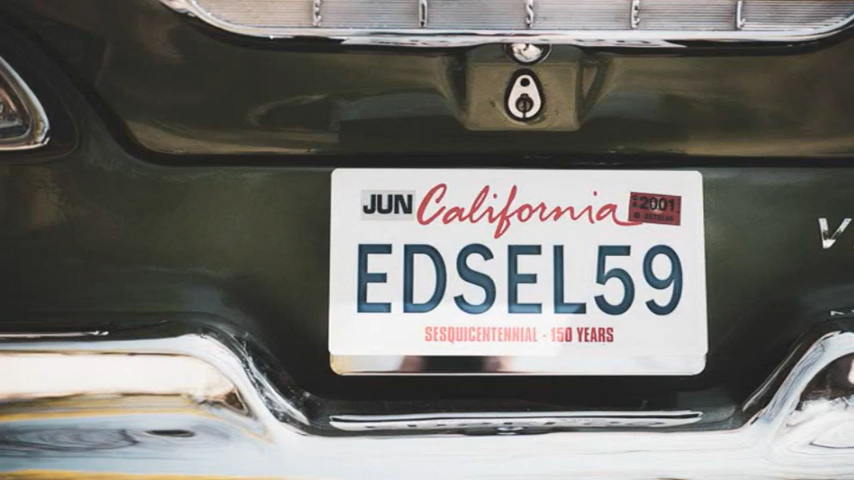 JUN California 2001
EDSEL59
SESQUICENTENNIAL - 150 YEARS
V